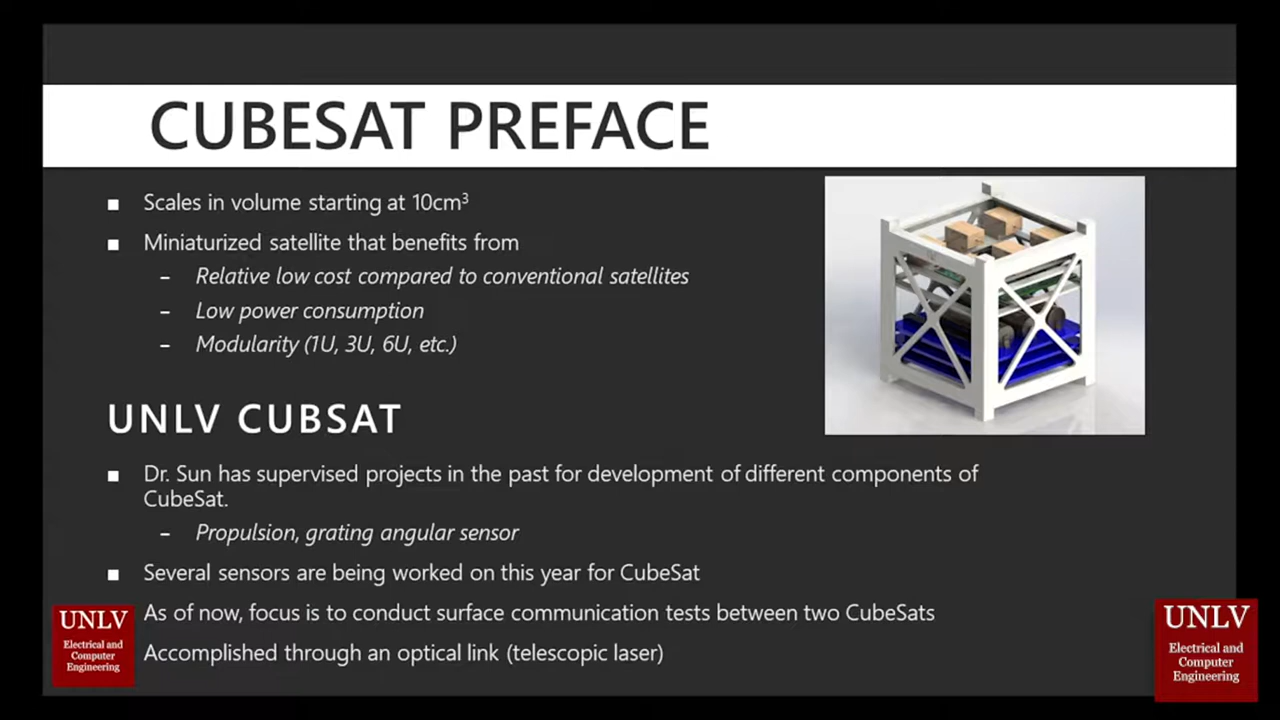 CUBESAT PREFACE
■ Scales in volume starting at 10cm³
■ Miniaturized satellite that benefits from
– Relative low cost compared to conventional satellites
– Low power consumption
– Modularity (1U, 3U, 6U, etc.)
UNLV CUBSAT
■ Dr. Sun has supervised projects in the past for development of different components of
CubeSat.
– Propulsion, grating angular sensor
■ Several sensors are being worked on this year for CubeSat
As of now, focus is to conduct surface communication tests between two CubeSats
Accomplished through an optical link (telescopic laser)
UNLV
Electrical and
Computer
Engineering
UNLV
Electrical and
Computer
Engineering